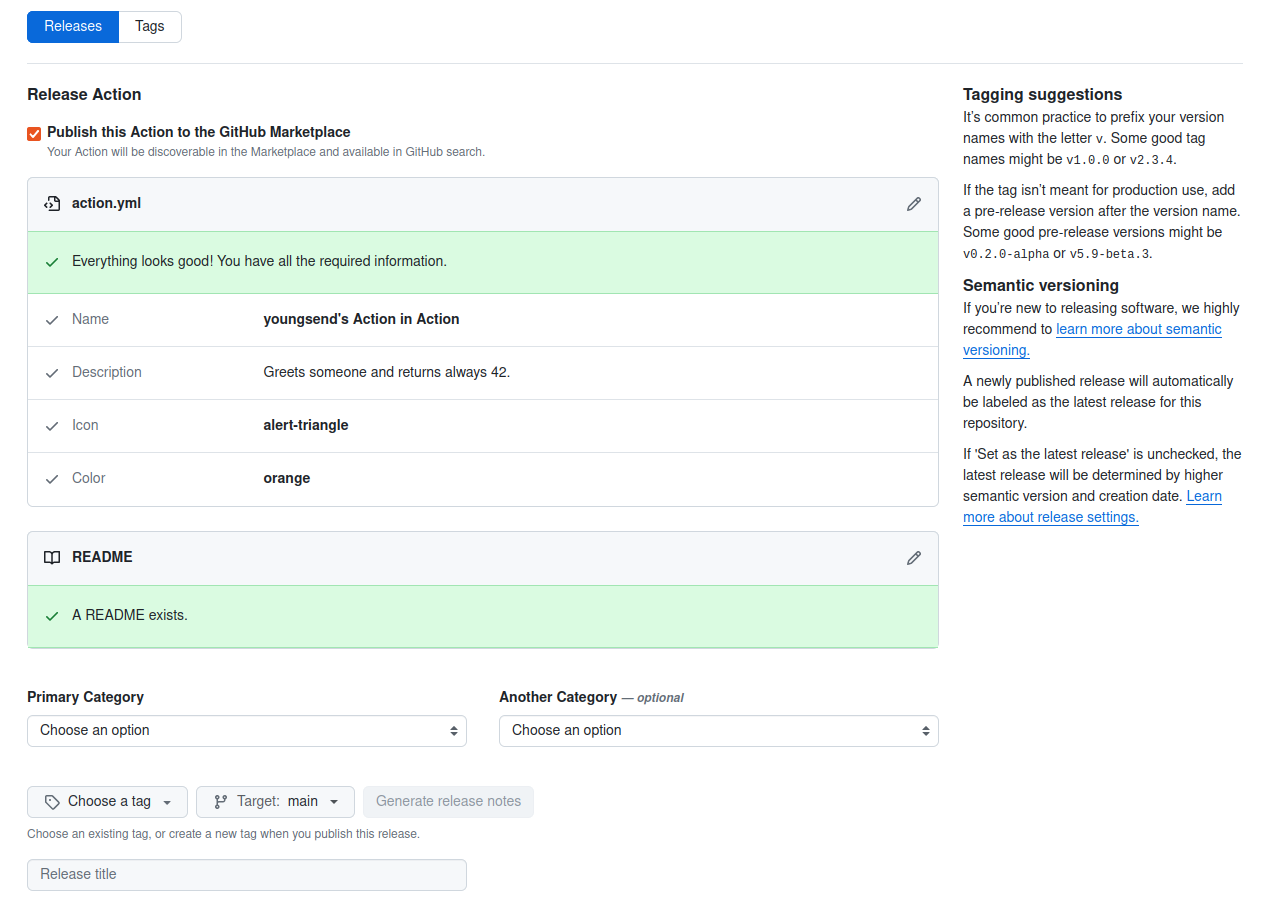 Releases Tags
Release Action
Publish this Action to the GitHub Marketplace
Your Action will be discoverable in the Marketplace and available in GitHub search.
action.yml
Everything looks good! You have all the required information.
Name youngsend's Action in Action
Description Greets someone and returns always 42.
Icon alert-triangle
Color orange
README
A README exists.
Primary Category
Choose an option
Another Category — optional
Choose an option
Choose a tag Target: main Generate release notes
Choose an existing tag, or create a new tag when you publish this release.
Release title
Tagging suggestions
It’s common practice to prefix your version
names with the letter v. Some good tag
names might be v1.0.0 or v2.3.4.
If the tag isn’t meant for production use, add
a pre-release version after the version name.
Some good pre-release versions might be
v0.2.0-alpha or v5.9-beta.3.
Semantic versioning
If you’re new to releasing software, we highly
recommend to learn more about semantic
versioning.
A newly published release will automatically
be labeled as the latest release for this
repository.
If 'Set as the latest release' is unchecked, the
latest release will be determined by higher
semantic version and creation date. Learn
more about release settings.